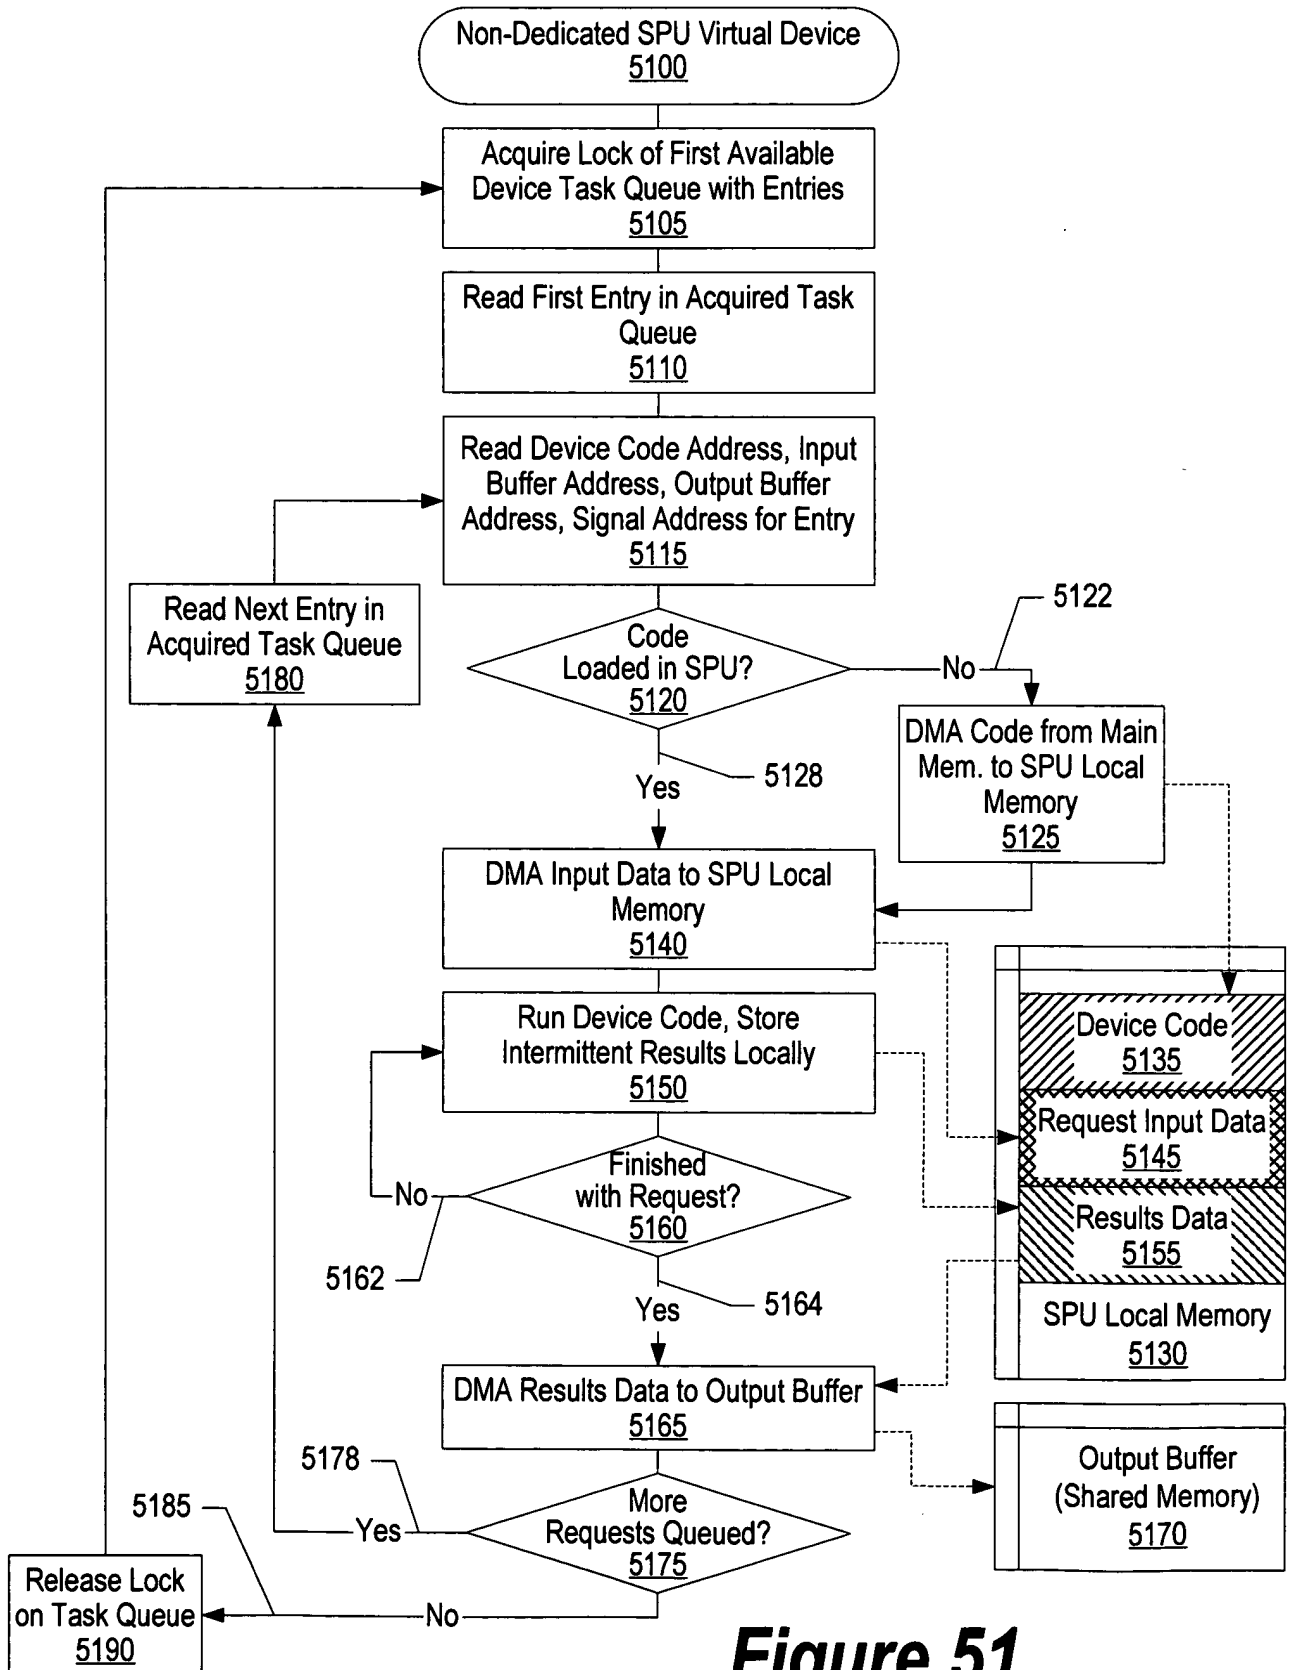 Non-Dedicated SPU Virtual Device
5100
Acquire Lock of First Available
Device Task Queue with Entries
5105
Read First Entry in Acquired Task
Queue
5110
Read Device Code Address, Input
Buffer Address, Output Buffer
Address, Signal Address for Entry
5115
Read Next Entry in
Acquired Task Queue
5180
Code
Loaded in SPU?
5120
No
5122
Yes
5128
DMA Code from Main
Mem. to SPU Local
Memory
5125
DMA Input Data to SPU Local
Memory
5140
Run Device Code, Store
Intermittent Results Locally
5150
Finished
with Request?
5160
No
5162
Yes
5164
Device Code
5135
Request Input Data
5145
Results Data
5155
SPU Local Memory
5130
DMA Results Data to Output Buffer
5165
Output Buffer
(Shared Memory)
5170
More
Requests Queued?
5175
Yes
5178
5185
No
Release Lock
on Task Queue
5190
Figure 51